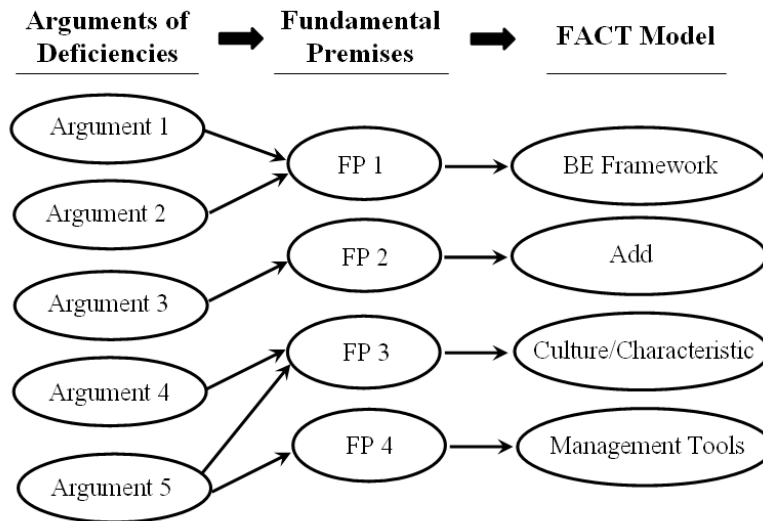 Arguments of
Deficiencies
Fundamental
Premises
FACT Model
Argument 1
FP 1
BE Framework
Argument 2
FP 2
Add
Argument 3
FP 3
Culture/Characteristic
Argument 4
FP 4
Management Tools
Argument 5